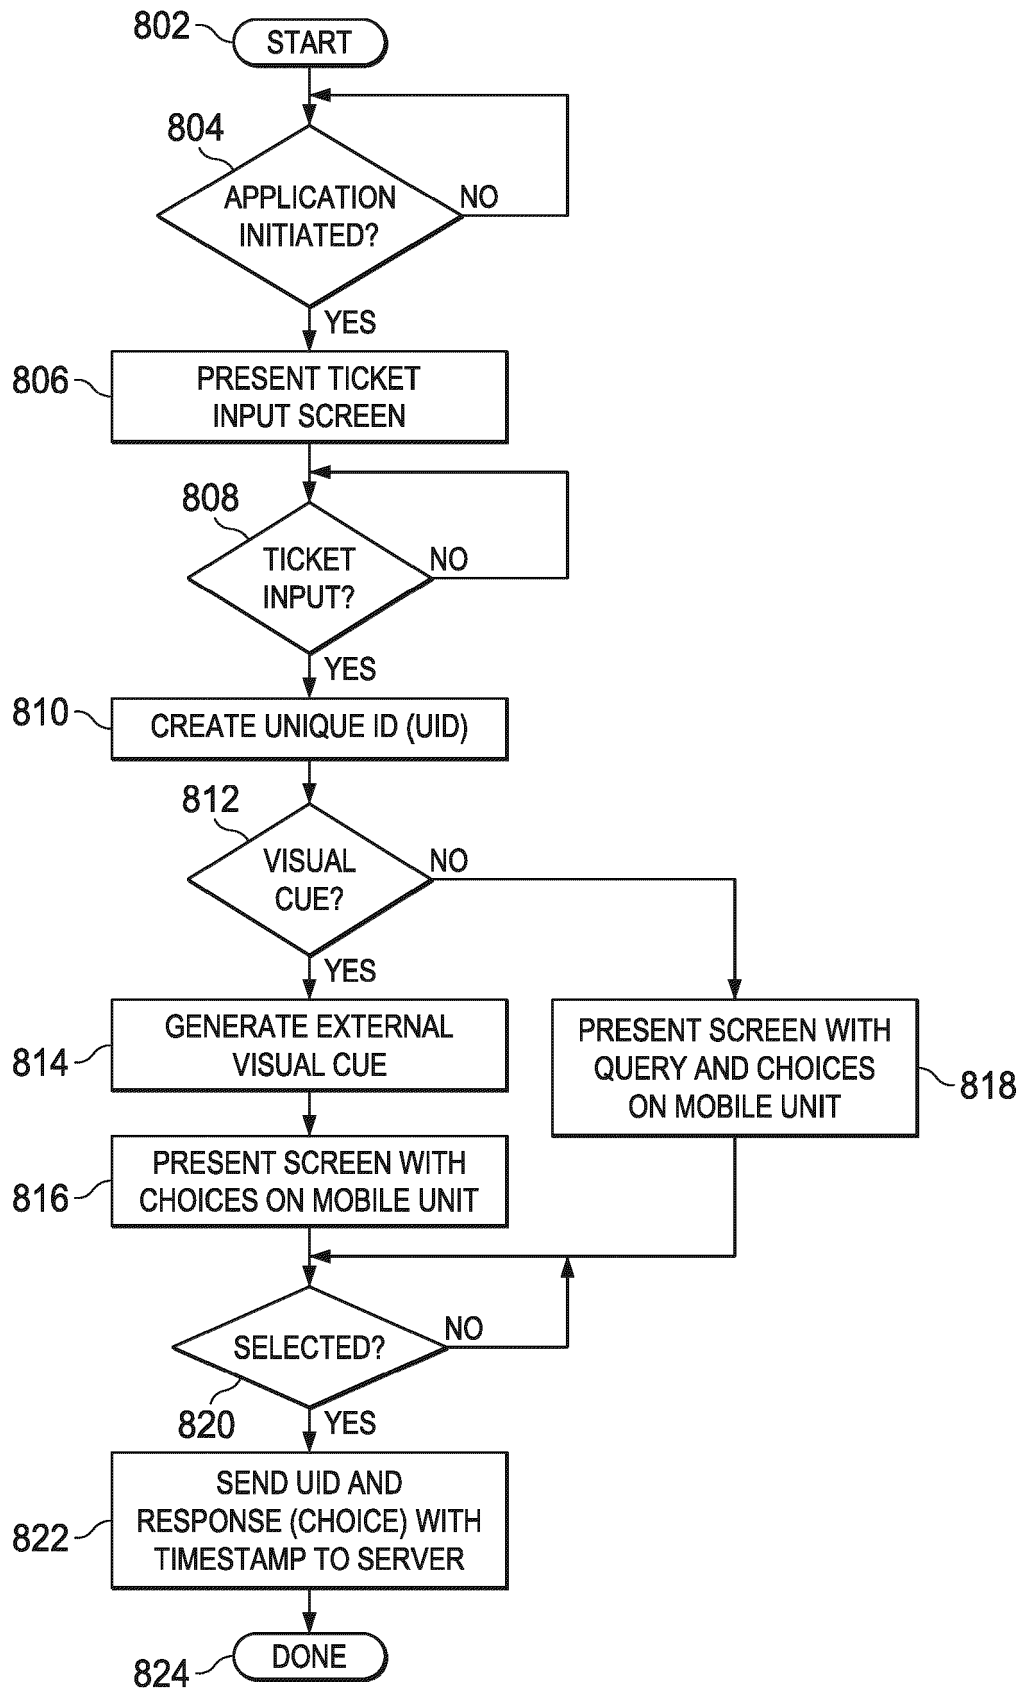 802
START
804
APPLICATION
INITIATED?
NO
YES
806
PRESENT TICKET
INPUT SCREEN
808
TICKET
INPUT?
NO
YES
810
CREATE UNIQUE ID (UID)
812
VISUAL
CUE?
NO
YES
814
GENERATE EXTERNAL
VISUAL CUE
PRESENT SCREEN WITH
QUERY AND CHOICES
ON MOBILE UNIT
818
816
PRESENT SCREEN WITH
CHOICES ON MOBILE UNIT
SELECTED?
NO
820
YES
822
SEND UID AND
RESPONSE (CHOICE) WITH
TIMESTAMP TO SERVER
DONE
824